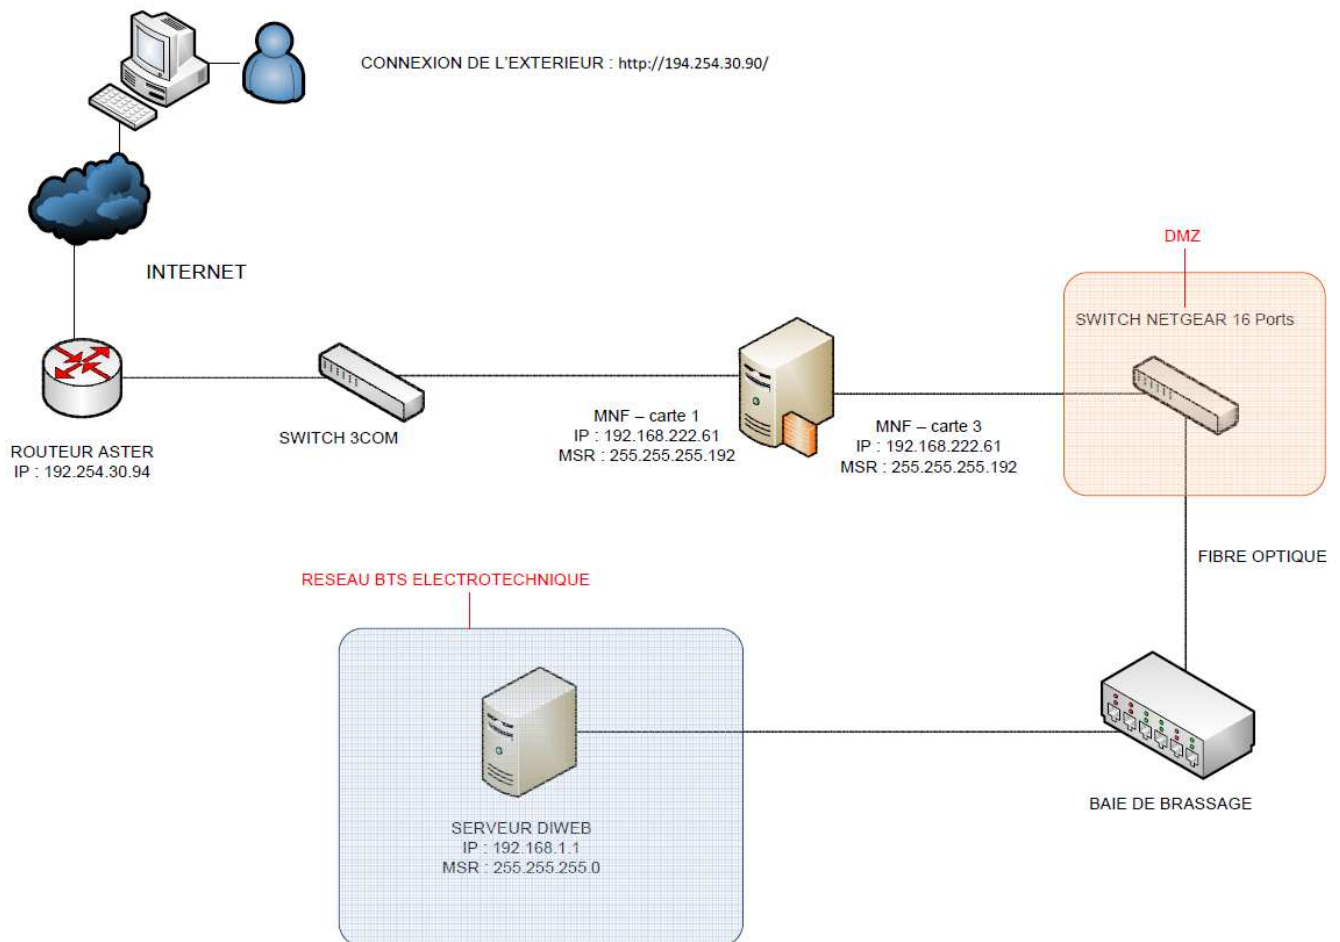 CONNEXION DE L'EXTERIEUR : http://194.254.30.90/
INTERNET
DMZ
SWITCH NETGEAR 16 Ports
ROUTEUR ASTER
IP : 192.254.30.94
SWITCH 3COM
MNF – carte 1
IP : 192.168.222.61
MSR : 255.255.255.192
MNF – carte 3
IP : 192.168.222.61
MSR : 255.255.255.192
FIBRE OPTIQUE
RESEAU BTS ELECTROTECHNIQUE
BAIE DE BRASSAGE
SERVEUR DIWEB
IP : 192.168.1.1
MSR : 255.255.255.0